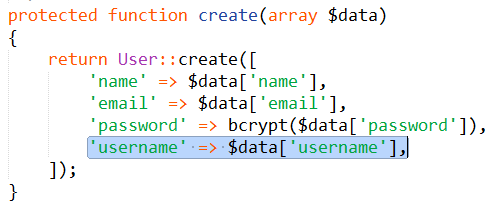 protected function create(array $data)
{
    return User::create([
        'name' => $data['name'],
        'email' => $data['email'],
        'password' => bcrypt($data['password']),
        'username' => $data['username'],
    ]);
}